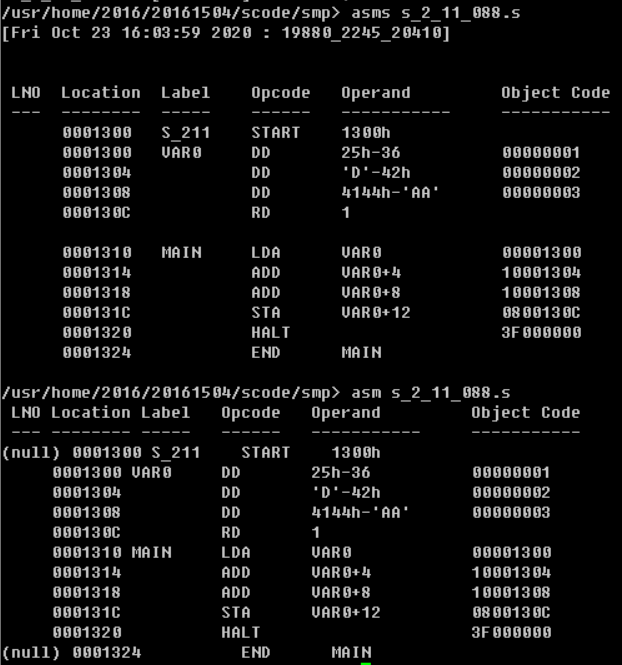 /usr/home/2016/20161504/scode/smp> asms s_2_11_088.s
[Fri Oct 23 16:03:59 2020 : 19880_2245_20410]
LNO  Location  Label    Opcode   Operand         Object Code
---  --------  -----    ------   -----------     -----------
     0001300   S_211    START    1300h
     0001300   VAR0     DD       25h-36          00000001
     0001304            DD       'D'-42h         00000002
     0001308            DD       4144h-'AA'      00000003
     000130C            RD       1
     0001310   MAIN     LDA      VAR0            00001300
     0001314            ADD      VAR0+4          10001304
     0001318            ADD      VAR0+8          10001308
     000131C            STA      VAR0+12         0800130C
     0001320            HALT                     3F000000
     0001324            END      MAIN
/usr/home/2016/20161504/scode/smp> asm s_2_11_088.s
 LNO Location Label   Opcode   Operand         Object Code
 --- -------- -----   ------   -----------     -----------
(null) 0001300 S_211    START    1300h
     0001300 VAR0     DD       25h-36          00000001
     0001304          DD       'D'-42h         00000002
     0001308          DD       4144h-'AA'      00000003
     000130C          RD       1
     0001310 MAIN     LDA      VAR0            00001300
     0001314          ADD      VAR0+4          10001304
     0001318          ADD      VAR0+8          10001308
     000131C          STA      VAR0+12         0800130C
     0001320          HALT                     3F000000
(null) 0001324          END      MAIN